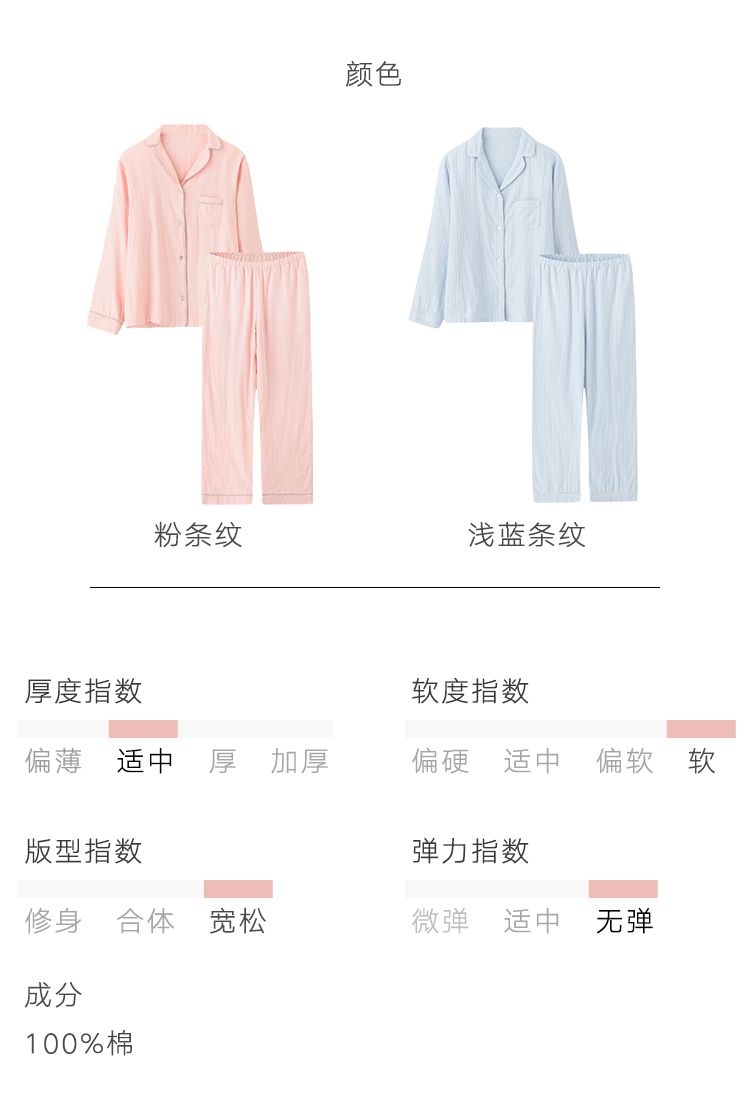 颜色
粉条纹
浅蓝条纹
厚度指数
偏薄 适中 厚 加厚
软度指数
偏硬 适中 偏软 软
版型指数
修身 合体 宽松
弹力指数
微弹 适中 无弹
成分
100%棉